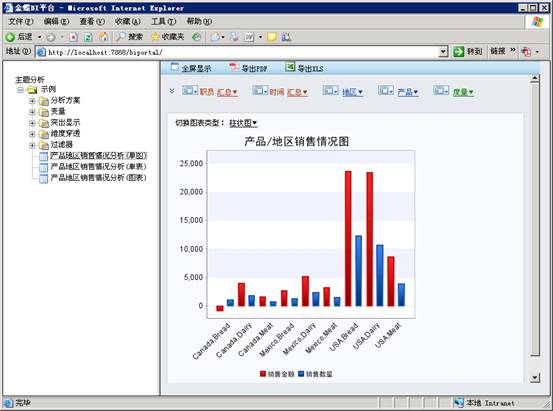 金蝶BI平台 - Microsoft Internet Explorer
文件(F) 编辑(E) 查看(V) 收藏(A) 工具(T) 帮助(H)
后退 搜索 收藏夹
地址(D) http://localhost:7888/biportal/ 转到 链接 »
主题分析
示例
分析方案
变量
突出显示
维度穿透
过滤器
产品地区销售情况分析(单图)
产品地区销售情况分析(单表)
产品地区销售情况分析(图表)
全屏显示 导出PDF 导出XLS
职员 汇总 时间 汇总 地区 产品 度量
切换图表类型: 柱状图
产品/地区销售情况图
25,000
20,000
15,000
10,000
5,000
0
Canada,Bread Canada,Daily Canada,Meat Mexico,Bread Mexico,Daily Mexico,Meat USA,Bread USA,Daily USA,Meat
销售金额 销售数量
完毕 本地 Intranet